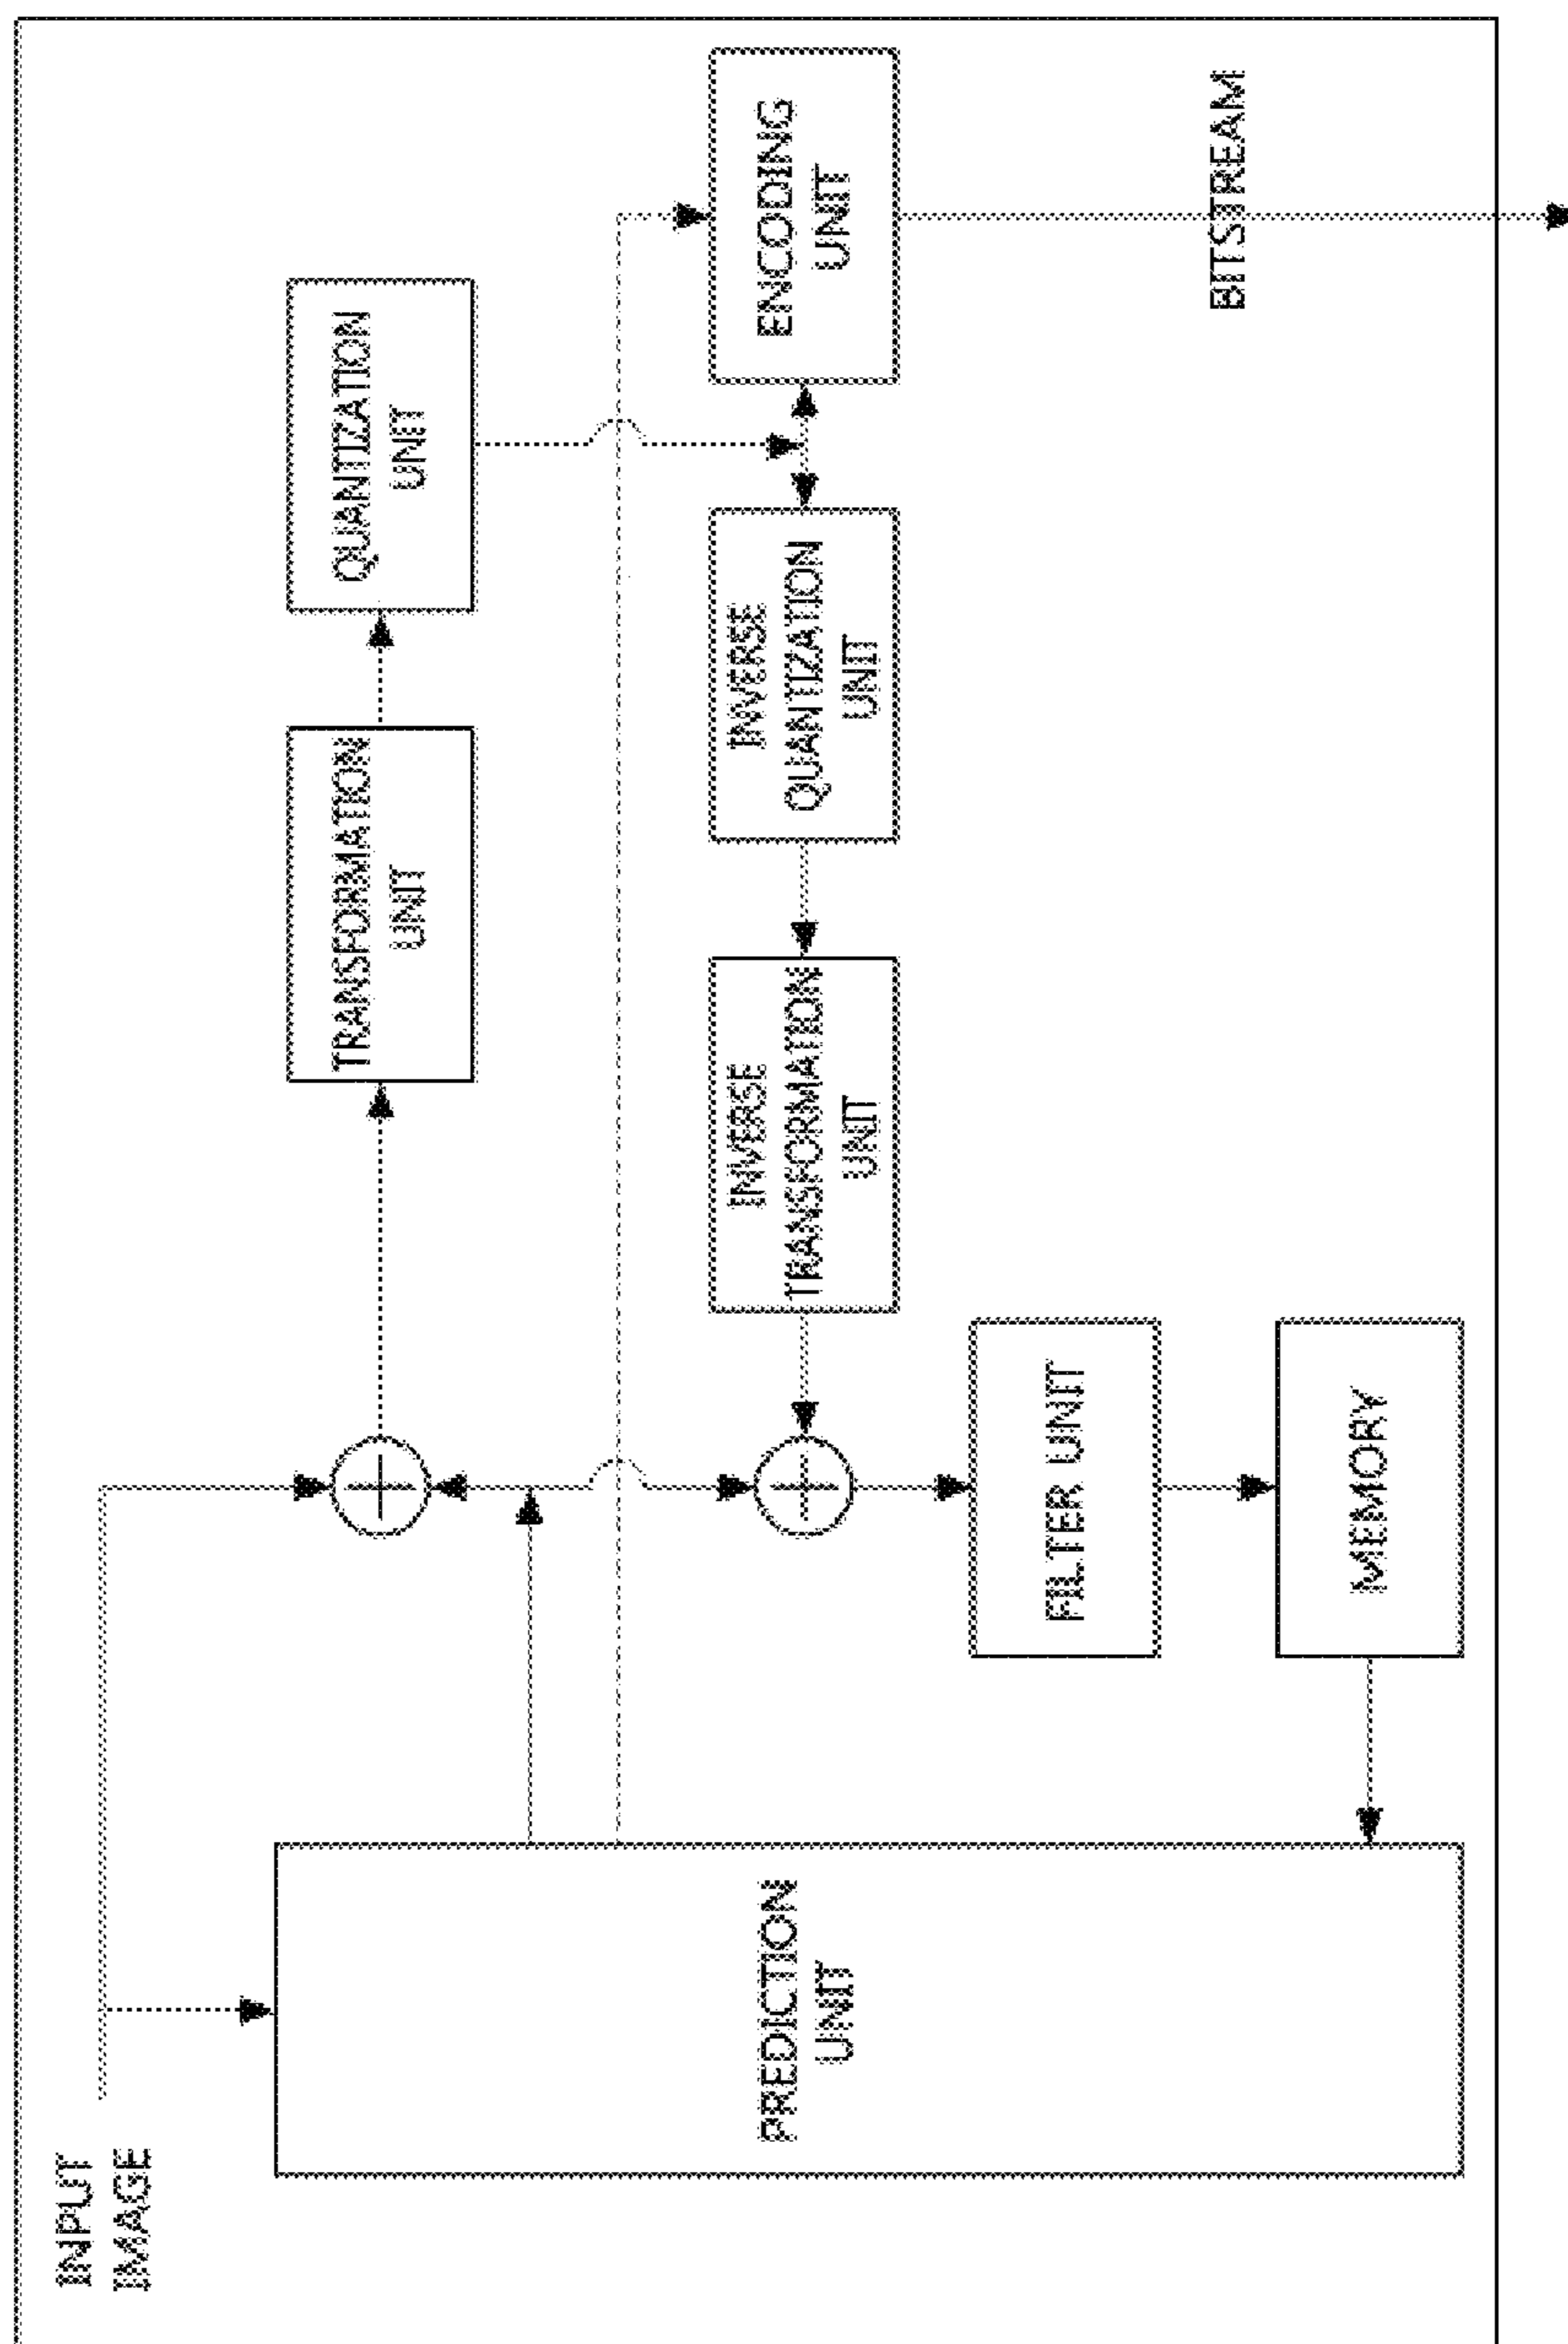 INPUT
IMAGE
TRANSFORMATION
UNIT
QUANTIZATION
UNIT
PREDICTION
UNIT
INVERSE
TRANSFORMATION
UNIT
INVERSE
QUANTIZATION
UNIT
ENCODING
UNIT
FILTER UNIT
MEMORY
BITSTREAM